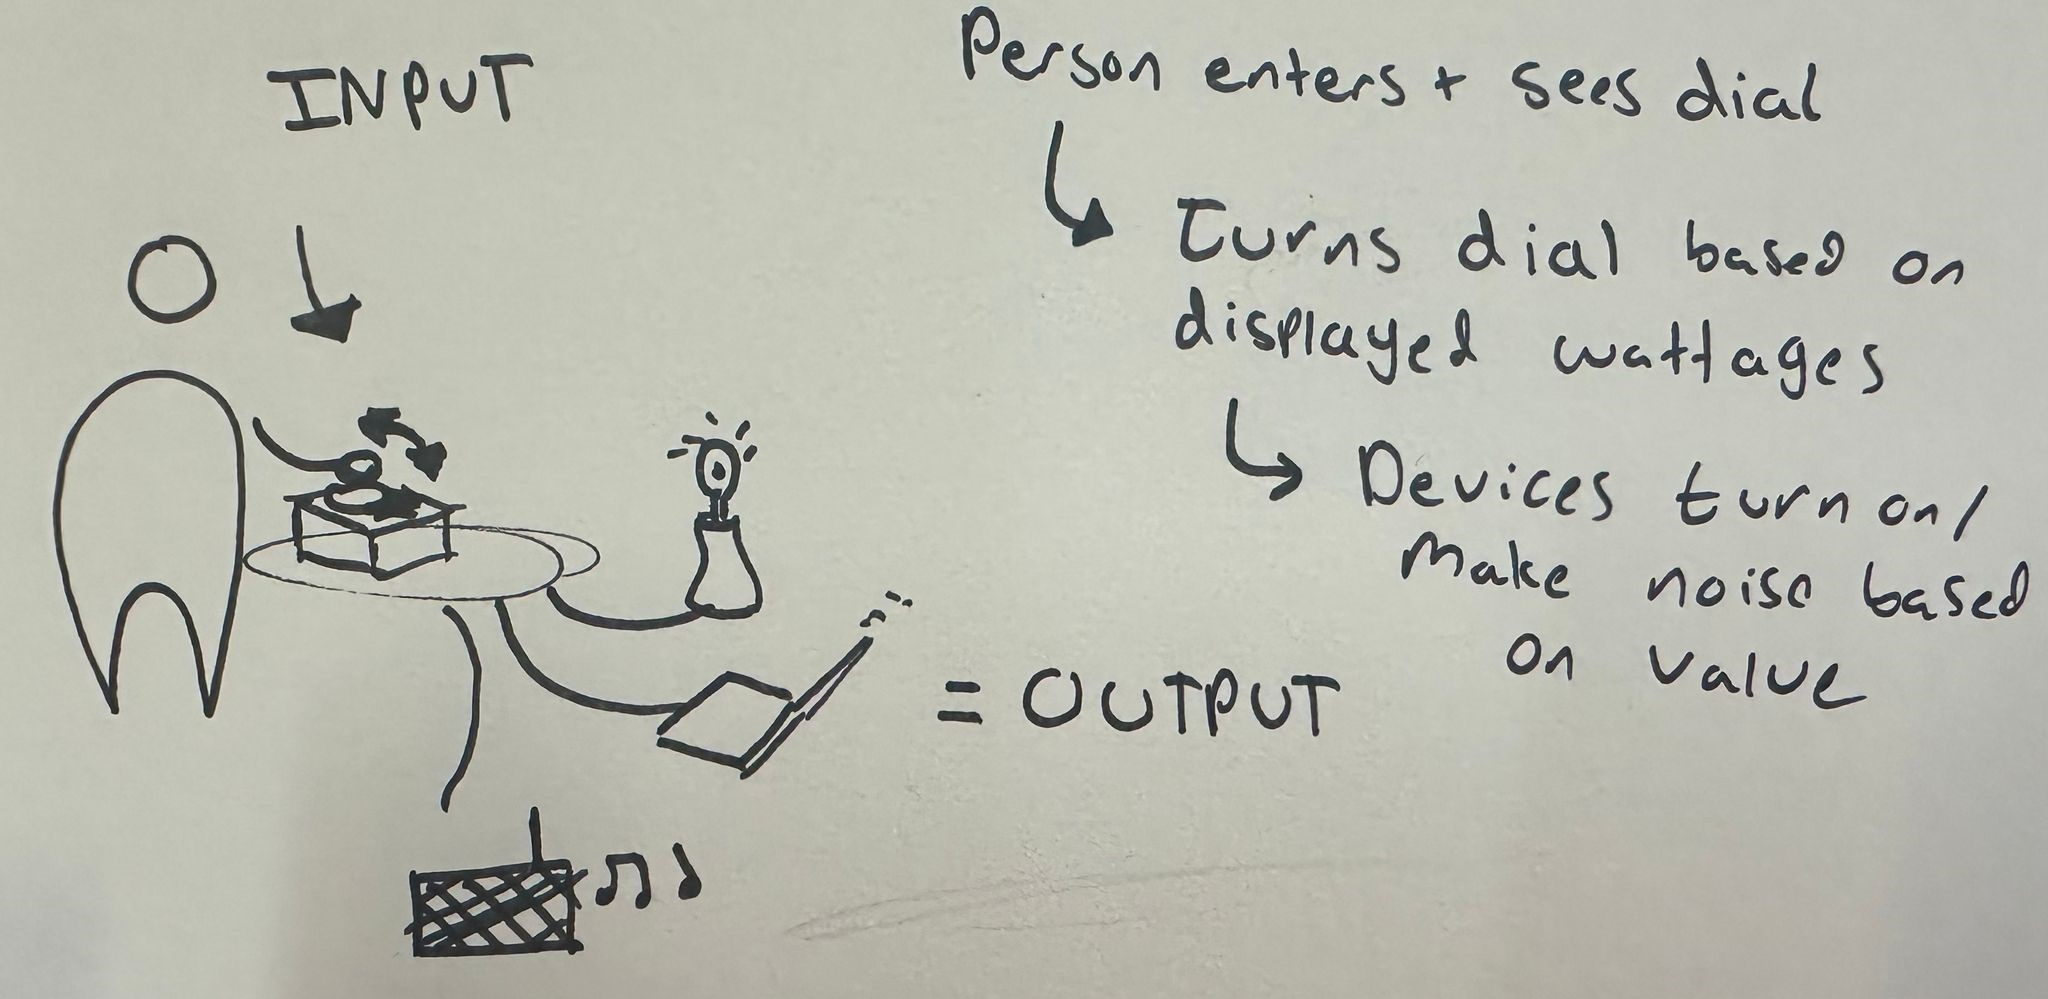 INPUT
Person enters + sees dial
Turns dial based on
displayed wattages
Devices turn on/
Make noise based
on value
= OUTPUT